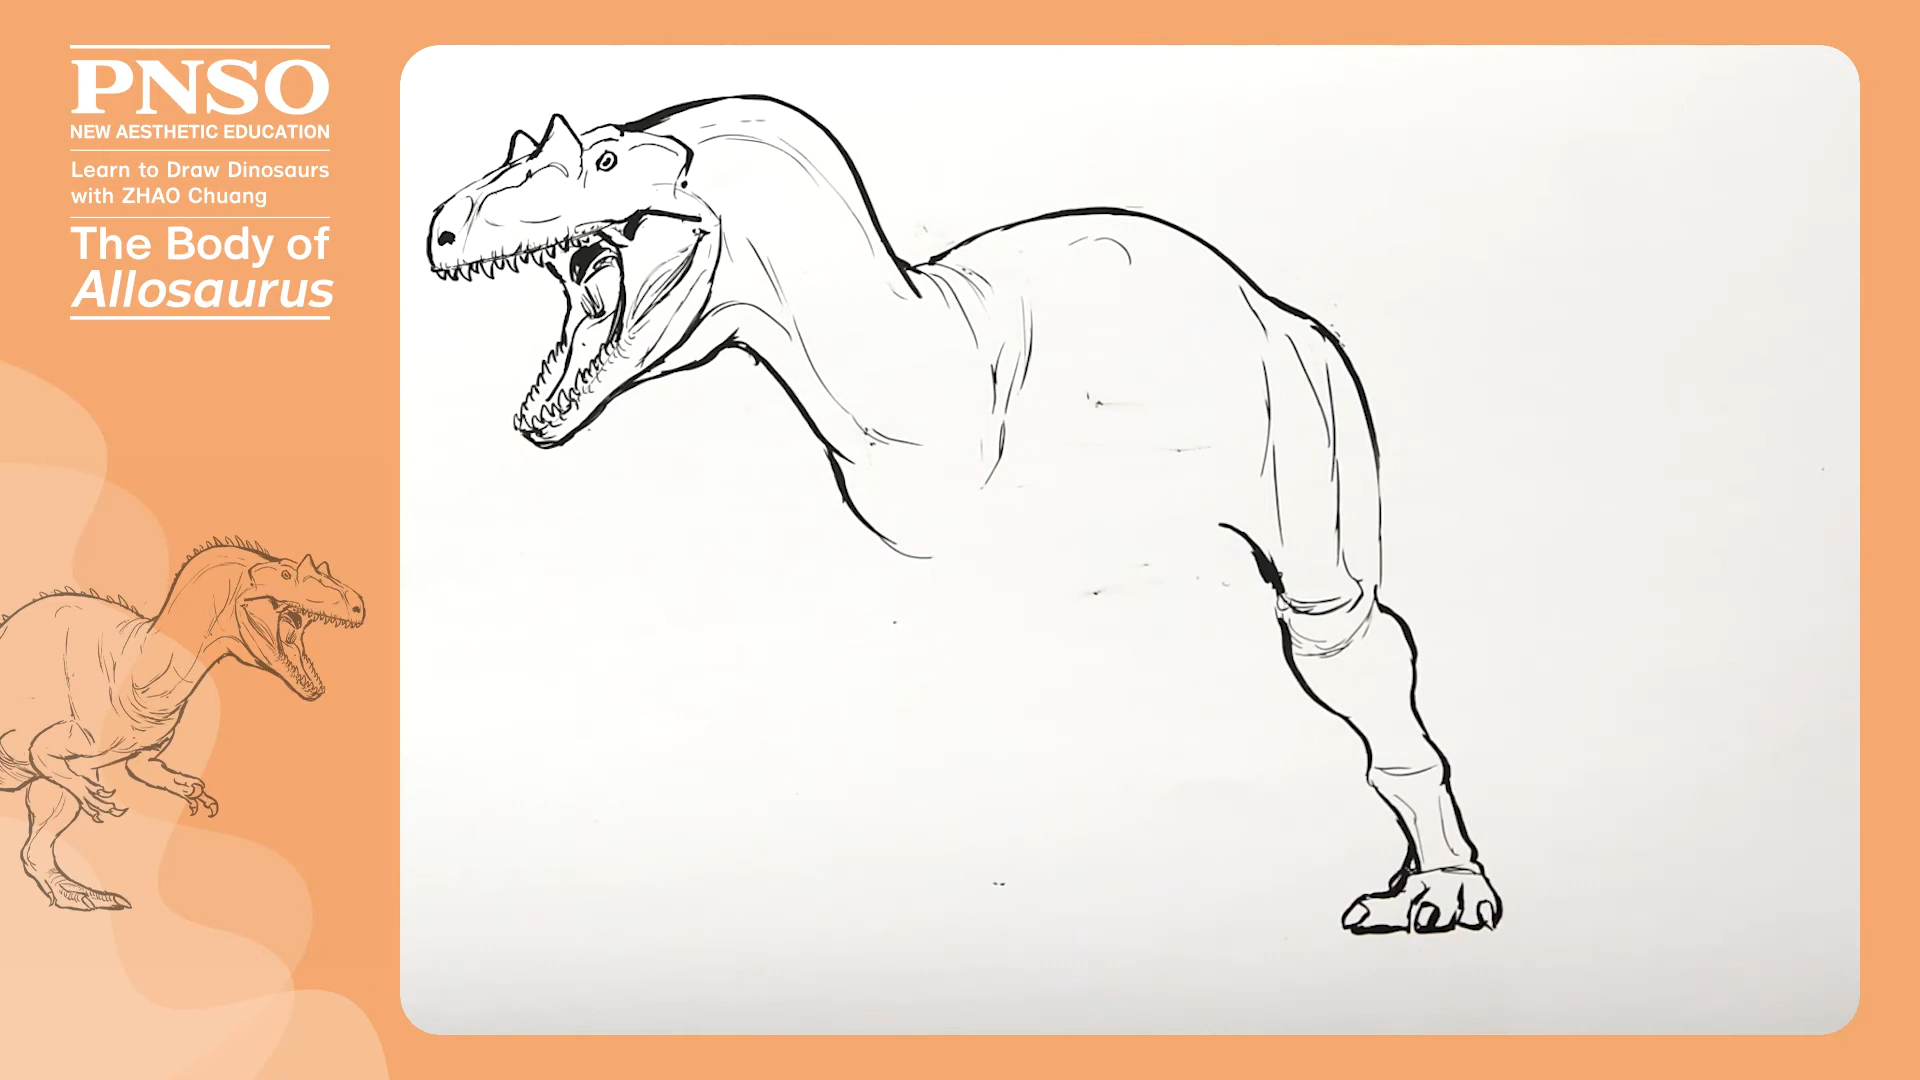 PNSO
NEW AESTHETIC EDUCATION
Learn to Draw Dinosaurs
with ZHAO Chuang
The Body of
Allosaurus